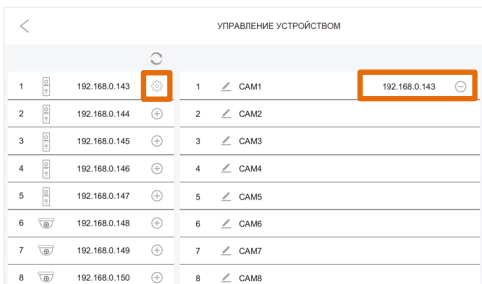 УПРАВЛЕНИЕ УСТРОЙСТВОМ
1 192.168.0.143 1 CAM1 192.168.0.143
2 192.168.0.144 2 CAM2
3 192.168.0.145 3 CAM3
4 192.168.0.146 4 CAM4
5 192.168.0.147 5 CAM5
6 192.168.0.148 6 CAM6
7 192.168.0.149 7 CAM7
8 192.168.0.150 8 CAM8